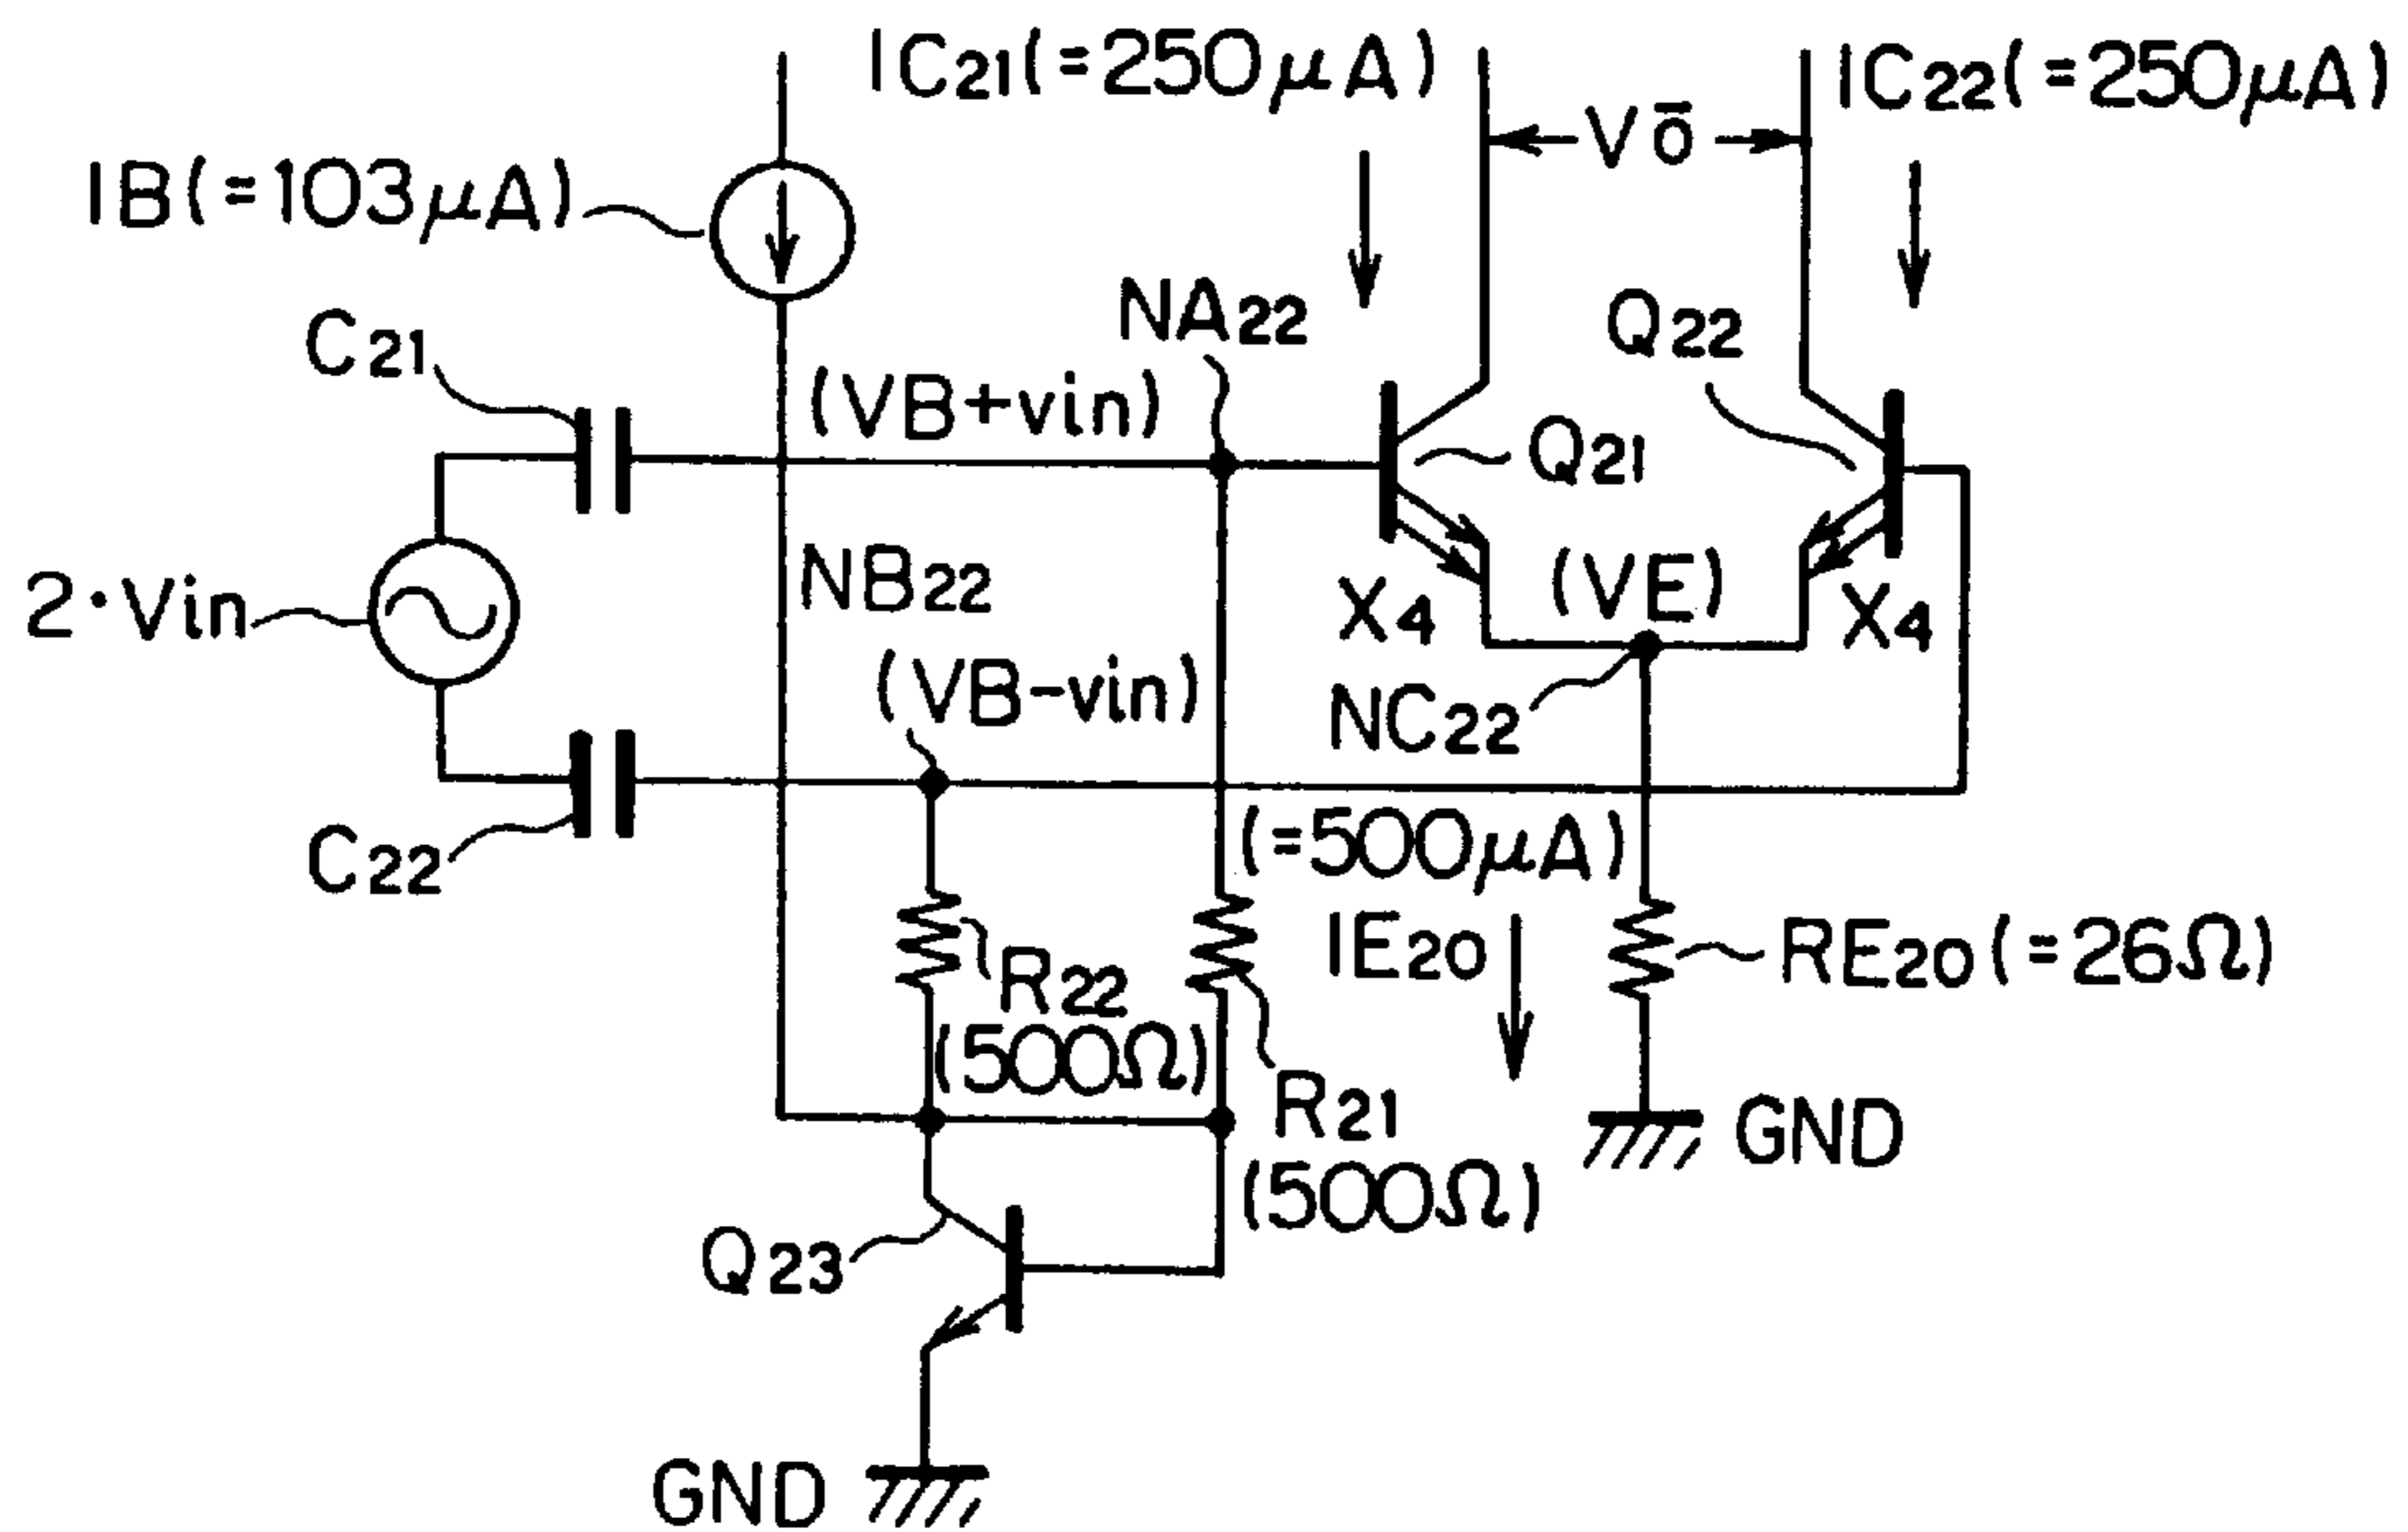 IC21(=250μA)
IC22(=250μA)
Vō
IB(=103μA)
NA22
Q22
C21
(VB+vin)
Q21
NB22
(VE)
2·Vin
X4
X4
(VB-vin)
NC22
C22
(=500μA)
IE20
RE20(=26Ω)
R22
(500Ω)
R21
(500Ω)
GND
Q23
GND